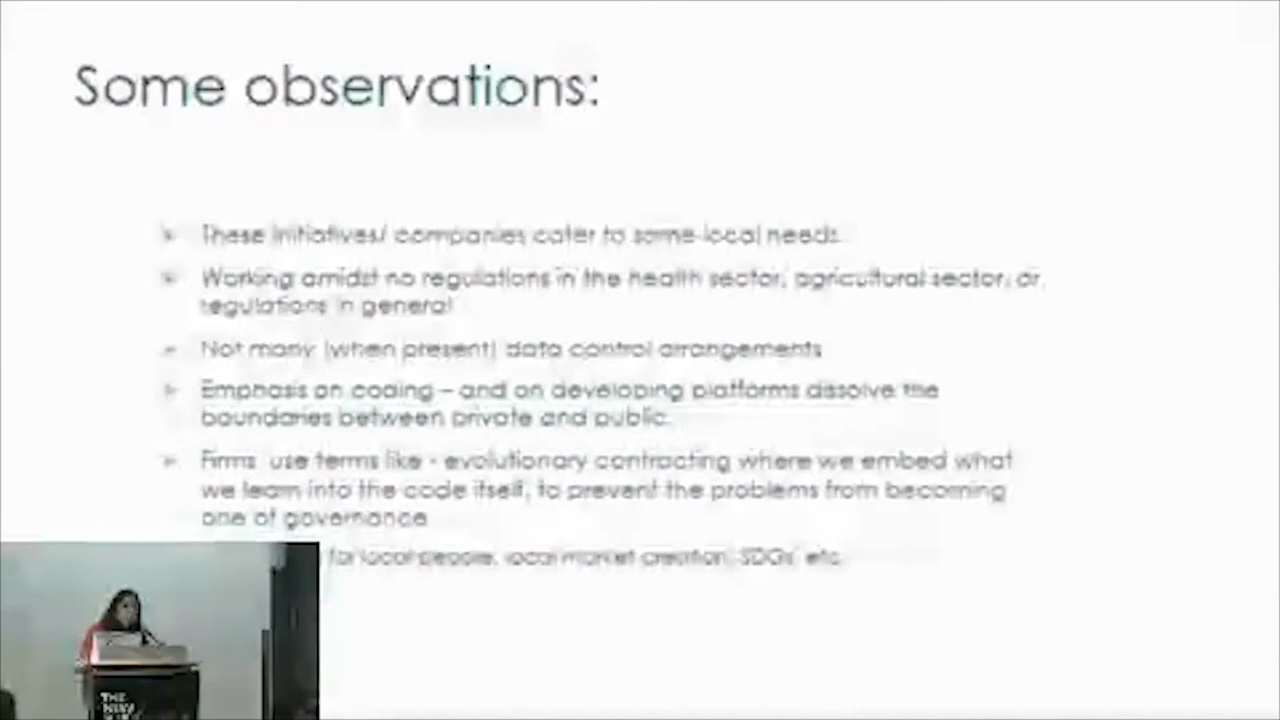 Some observations:
These initiatives/ companies cater to some local needs.
Working amidst no regulations in the health sector, agricultural sector, or
regulations in general
Not many (when present) data control arrangements
Emphasis on coding – and on developing platforms dissolve the
boundaries between private and public.
Firms use terms like - evolutionary contracting where we embed what
we learn into the code itself, to prevent the problems from becoming
one of governance
for local people, local market creation, SDGs etc.
THE
NEW